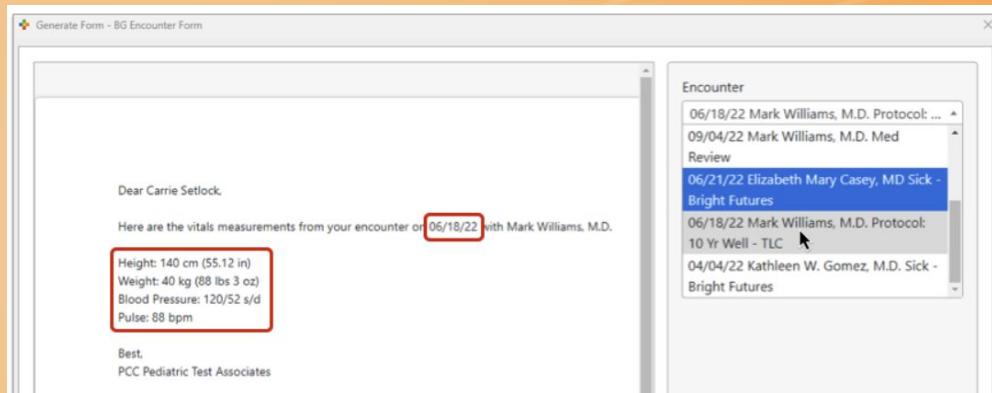 Generate Form - BG Encounter Form
Dear Carrie Setlock,
Here are the vitals measurements from your encounter on 06/18/22 with Mark Williams, M.D.
Height: 140 cm (55.12 in)
Weight: 40 kg (88 lbs 3 oz)
Blood Pressure: 120/52 s/d
Pulse: 88 bpm
Best,
PCC Pediatric Test Associates
Encounter
06/18/22 Mark Williams, M.D. Protocol: ...
09/04/22 Mark Williams, M.D. Med
Review
06/21/22 Elizabeth Mary Casey, MD Sick -
Bright Futures
06/18/22 Mark Williams, M.D. Protocol:
10 Yr Well - TLC
04/04/22 Kathleen W. Gomez, M.D. Sick -
Bright Futures